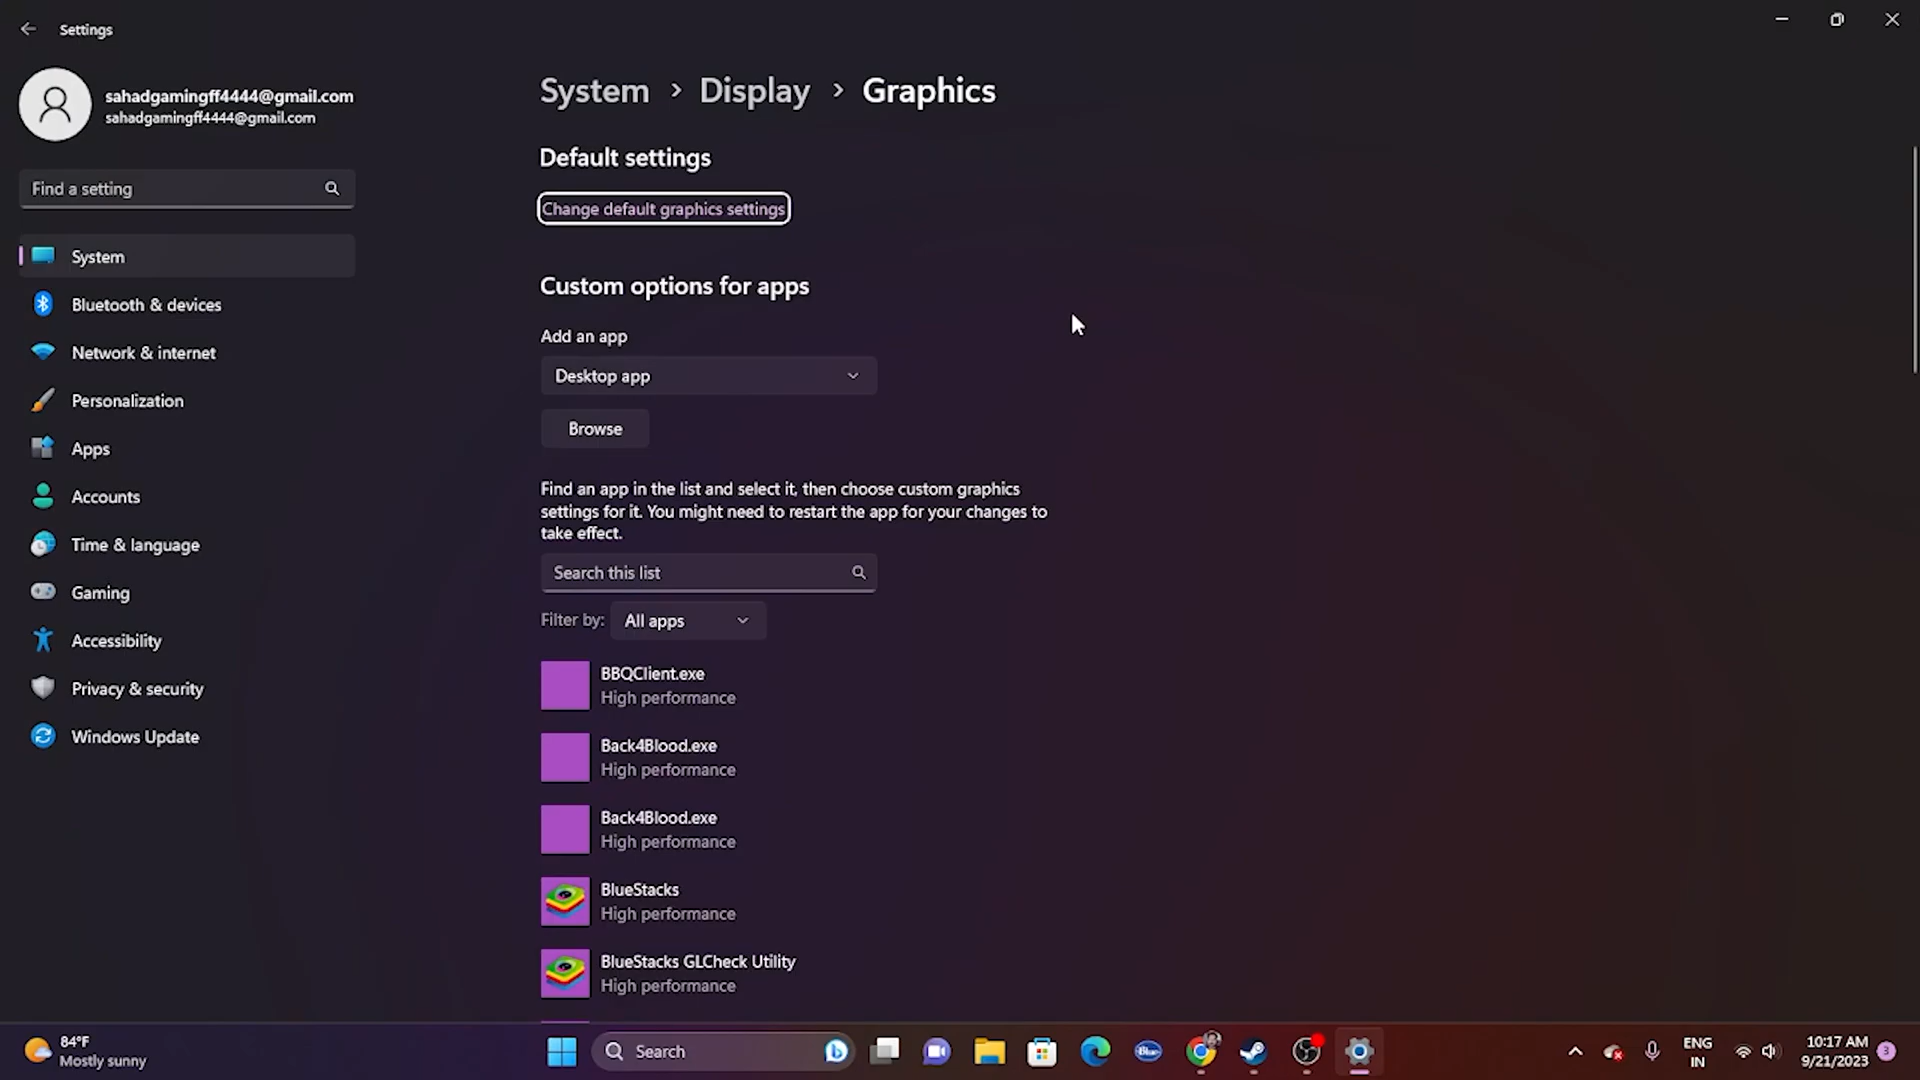 Settings
sahadgamingff4444@gmail.com
sahadgamingff4444@gmail.com
Find a setting
System
Bluetooth & devices
Network & internet
Personalization
Apps
Accounts
Time & language
Gaming
Accessibility
Privacy & security
Windows Update
System > Display > Graphics
Default settings
Change default graphics settings
Custom options for apps
Add an app
Desktop app
Browse
Find an app in the list and select it, then choose custom graphics
settings for it. You might need to restart the app for your changes to
take effect.
Search this list
Filter by: All apps
BBQClient.exe
High performance
Back4Blood.exe
High performance
Back4Blood.exe
High performance
BlueStacks
High performance
BlueStacks GLCheck Utility
High performance
84°F
Mostly sunny
Search
Blue
ENG
IN
10:17 AM
9/21/2023
3